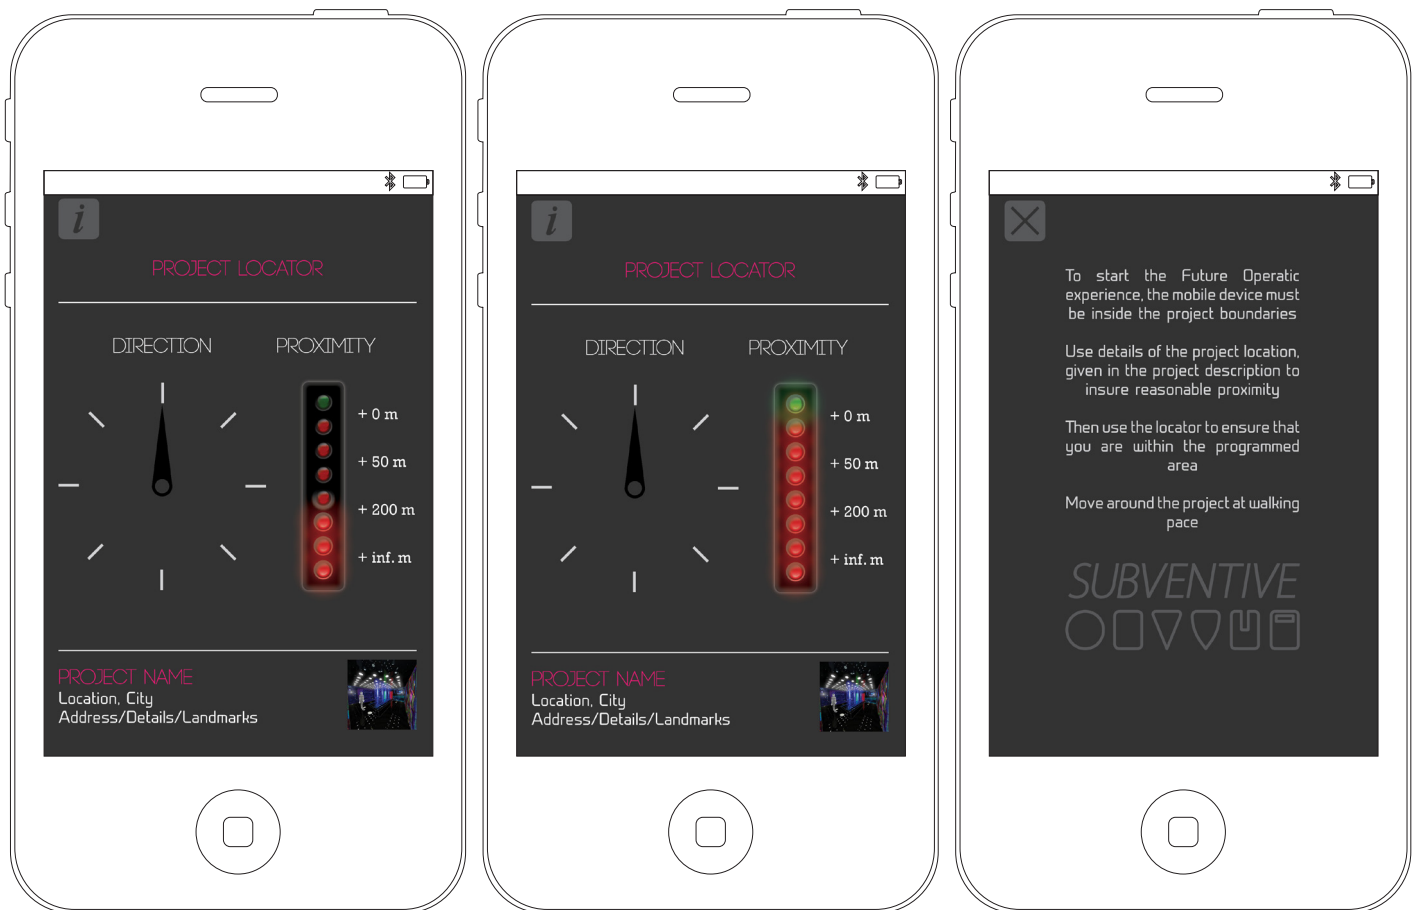 i
PROJECT LOCATOR
DIRECTION
PROXIMITY
+ 0 m
+ 50 m
+ 200 m
+ inf. m
PROJECT NAME
Location, City
Address/Details/Landmarks
i
PROJECT LOCATOR
DIRECTION
PROXIMITY
+ 0 m
+ 50 m
+ 200 m
+ inf. m
PROJECT NAME
Location, City
Address/Details/Landmarks
To start the Future Operatic
experience, the mobile device must
be inside the project boundaries
Use details of the project location,
given in the project description to
insure reasonable proximity
Then use the locator to ensure that
you are within the programmed
area
Move around the project at walking
pace
SUBVENTIVE